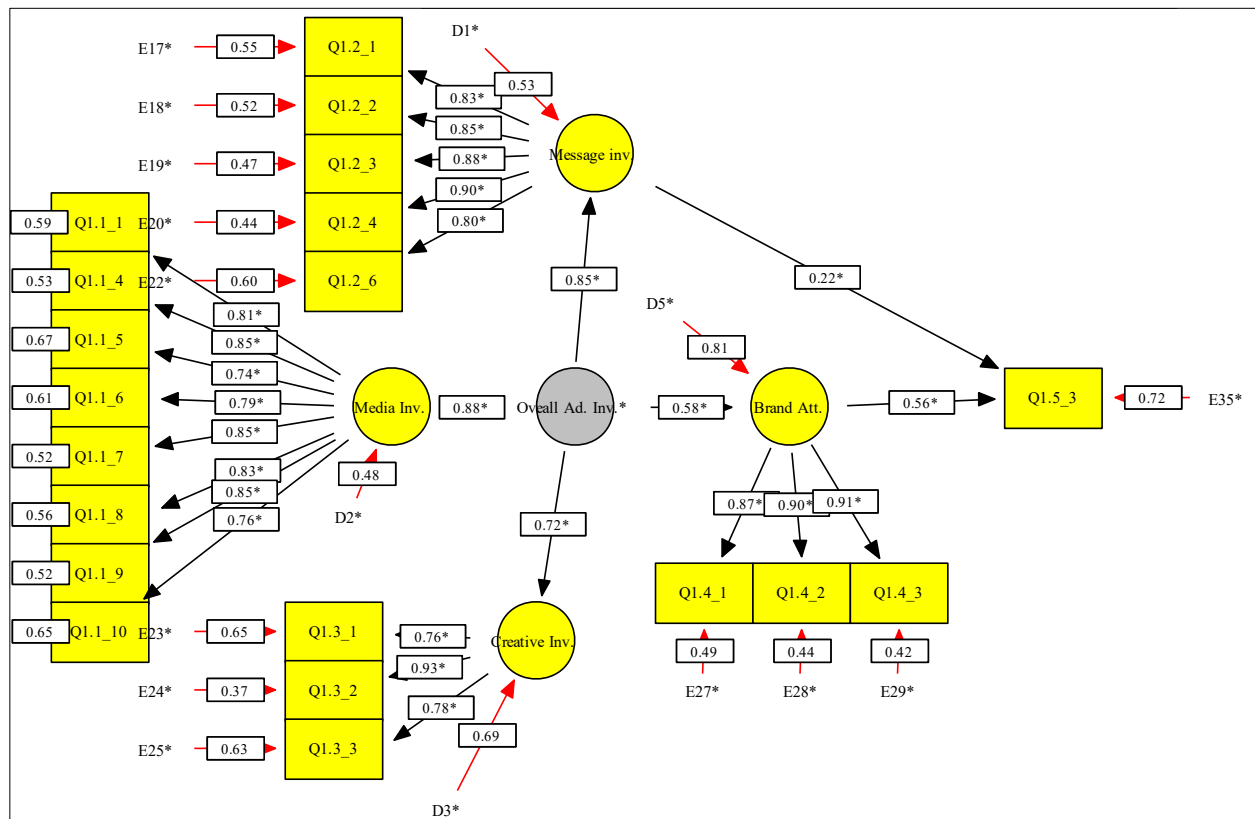 E17*
0.55
Q1.2_1
D1*
0.53
E18*
0.52
Q1.2_2
0.83*
0.85*
E19*
0.47
Q1.2_3
0.88*
Message inv.
0.90*
E20*
0.44
Q1.2_4
0.80*
E22*
0.60
Q1.2_6
0.59
Q1.1_1
0.53
Q1.1_4
0.67
Q1.1_5
0.61
Q1.1_6
0.52
Q1.1_7
0.56
Q1.1_8
0.52
Q1.1_9
0.65
Q1.1_10
0.81*
0.85*
0.74*
0.79*
0.85*
0.83*
0.85*
0.76*
Media Inv.
0.48
D2*
0.88*
0.85*
Oveall Ad. Inv.*
0.22*
D5*
0.81
0.58*
Brand Att.
0.56*
Q1.5_3
0.72
E35*
0.87*
0.90*
0.91*
Q1.4_1
Q1.4_2
Q1.4_3
0.49
0.44
0.42
E27*
E28*
E29*
0.72*
E23*
0.65
Q1.3_1
0.76*
Creative Inv.
0.93*
E24*
0.37
Q1.3_2
0.78*
E25*
0.63
Q1.3_3
0.69
D3*